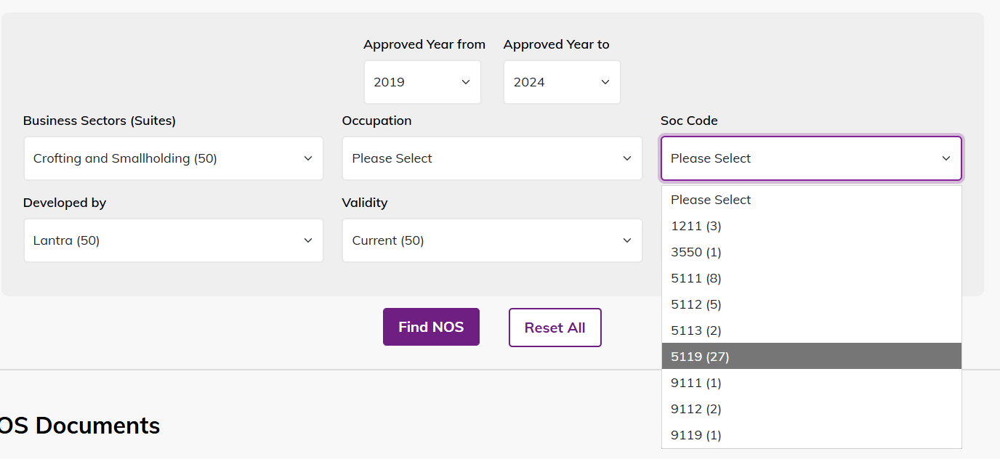 Approved Year from Approved Year to
2019 2024
Business Sectors (Suites) Occupation Soc Code
Crofting and Smallholding (50) Please Select Please Select
Developed by Validity
Lantra (50) Current (50)
Please Select
1211 (3)
3550 (1)
5111 (8)
5112 (5)
5113 (2)
5119 (27)
9111 (1)
9112 (2)
9119 (1)
Find NOS Reset All
OS Documents